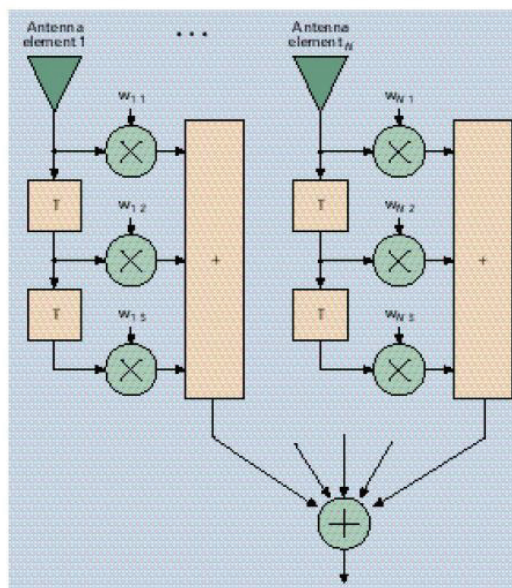 Antenna
element 1
. . .
Antenna
element N
w1 1
wN 1
T
T
w1 2
wN 2
+
+
T
T
w1 3
wN 3